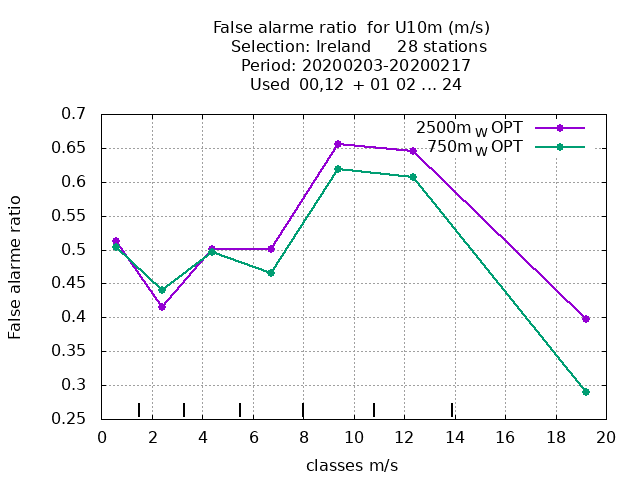 False alarme ratio  for U10m (m/s)
Selection: Ireland     28 stations
Period: 20200203-20200217
Used  00,12  + 01 02 ... 24
2500m W OPT
750m W OPT
0.7
0.65
0.6
0.55
0.5
0.45
0.4
0.35
0.3
0.25
False alarme ratio
0 2 4 6 8 10 12 14 16 18 20
classes m/s